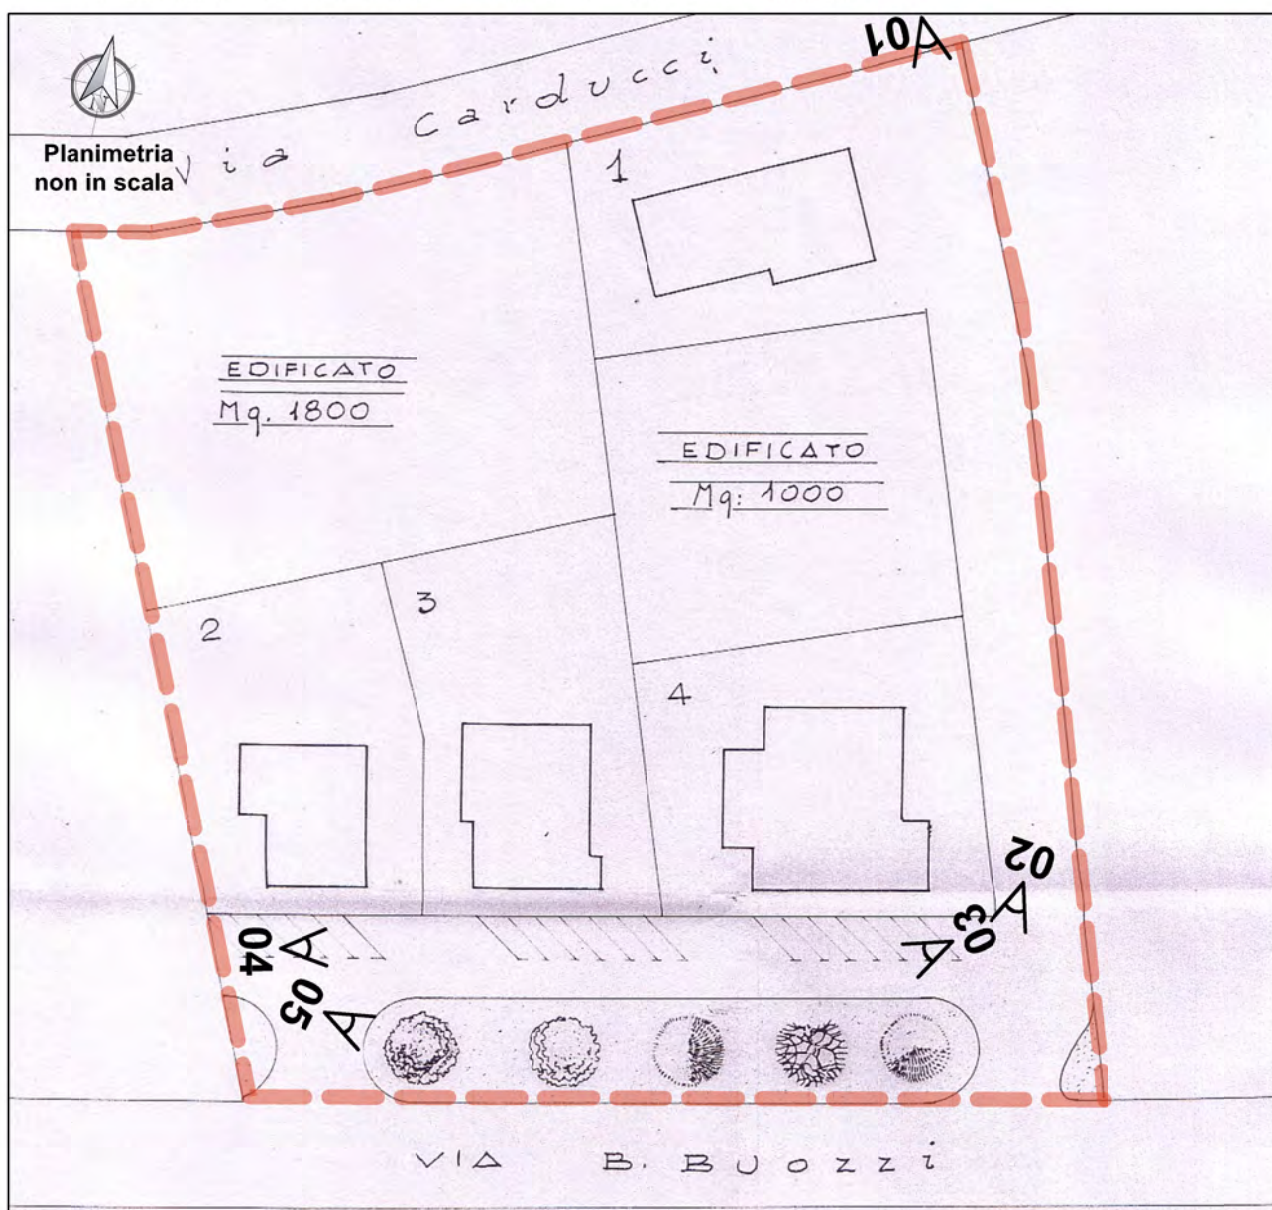 01
Via Carducci
N
Planimetria
non in scala
1
EDIFICATO
Mq. 1800
EDIFICATO
Mq: 1000
2
3
4
02
03
04
05
VIA B. BUOZZI